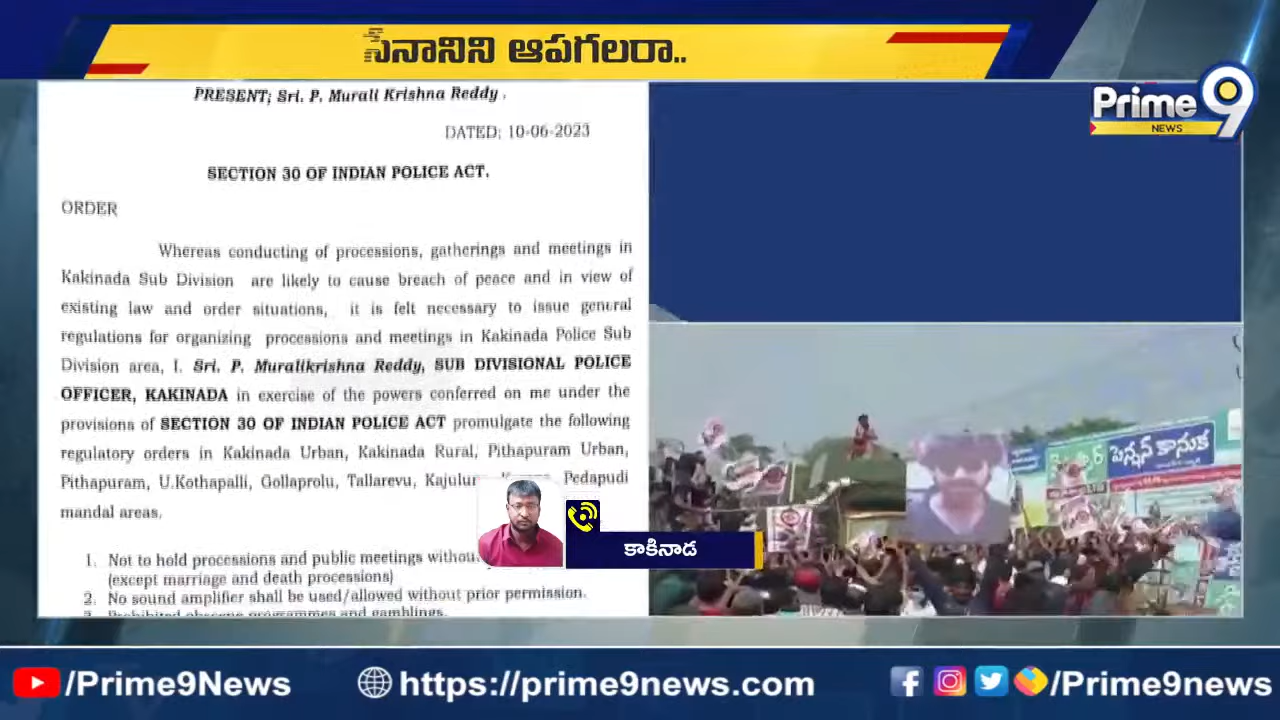 సేనానిని ఆపగలరా..
Prime9
NEWS
PRESENT; Sri. P. Murali Krishna Reddy .
DATED; 10-06-2023
SECTION 30 OF INDIAN POLICE ACT.
ORDER
Whereas conducting of processions, gatherings and meetings in
Kakinada Sub Division are likely to cause breach of peace and in view of
existing law and order situations, it is felt necessary to issue general
regulations for organizing processions and meetings in Kakinada Police Sub
Division area, I. Sri. P. Muralikrishna Reddy, SUB DIVISIONAL POLICE
OFFICER, KAKINADA in exercise of the powers conferred on me under the
provisions of SECTION 30 OF INDIAN POLICE ACT promulgate the following
regulatory orders in Kakinada Urban, Kakinada Rural, Pithapuram Urban,
Pithapuram, U.Kothapalli, Gollaprolu, Tallarevu, Kajulur Pedapudi
mandal areas.
1. Not to hold processions and public meetings
(except marriage and death processions)
2. No sound amplifier shall be used/allowed without prior permission.
3. Prohibited obscene programmes and gamblings.
పెన్షన్ కానుక
కాకినాడ
/Prime9News
https://prime9news.com
/Prime9news